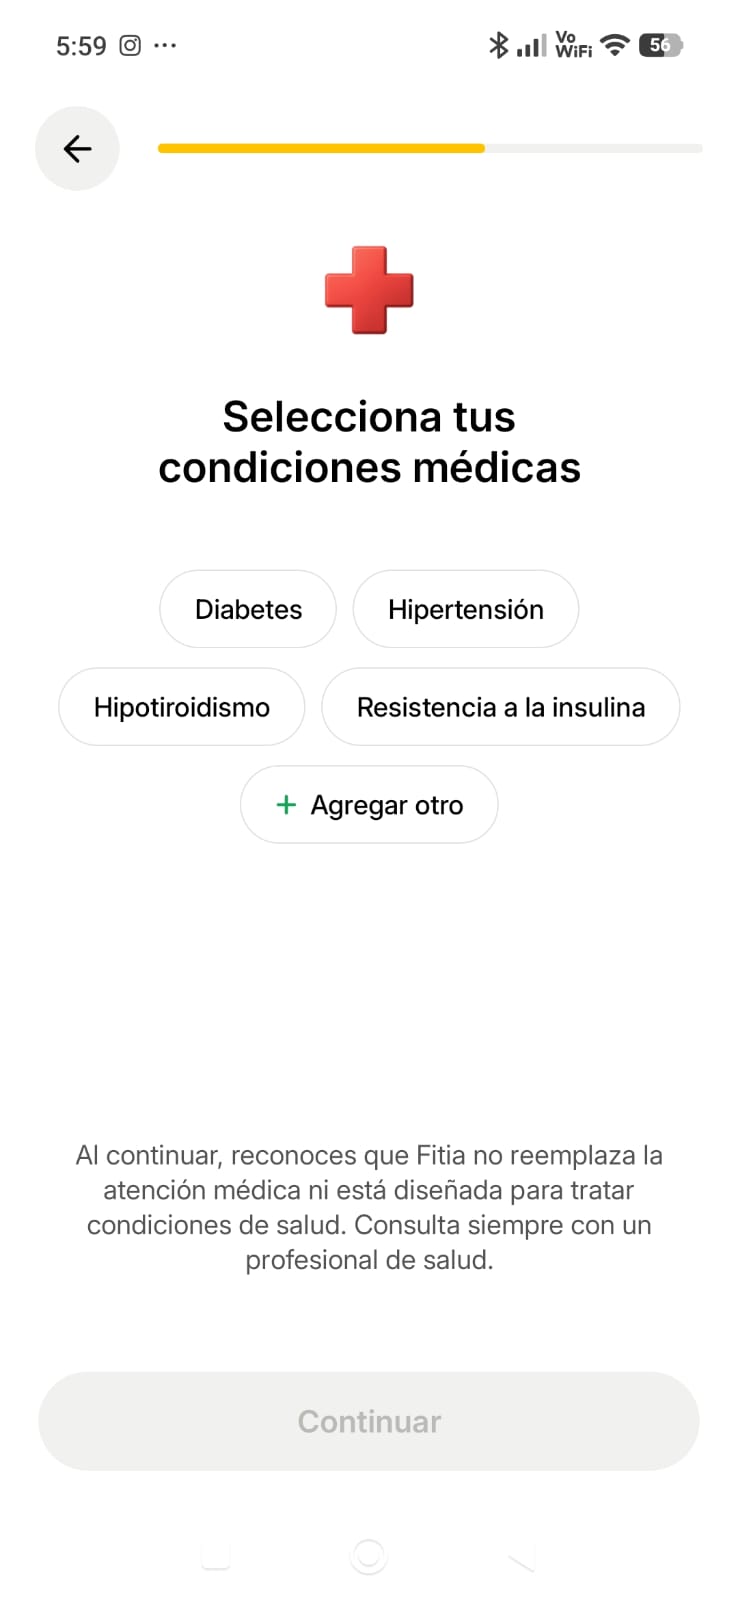 5:59
Vo
WiFi
56
Selecciona tus
condiciones médicas
Diabetes
Hipertensión
Hipotiroidismo
Resistencia a la insulina
+ Agregar otro
Al continuar, reconoces que Fitia no reemplaza la
atención médica ni está diseñada para tratar
condiciones de salud. Consulta siempre con un
profesional de salud.
Continuar